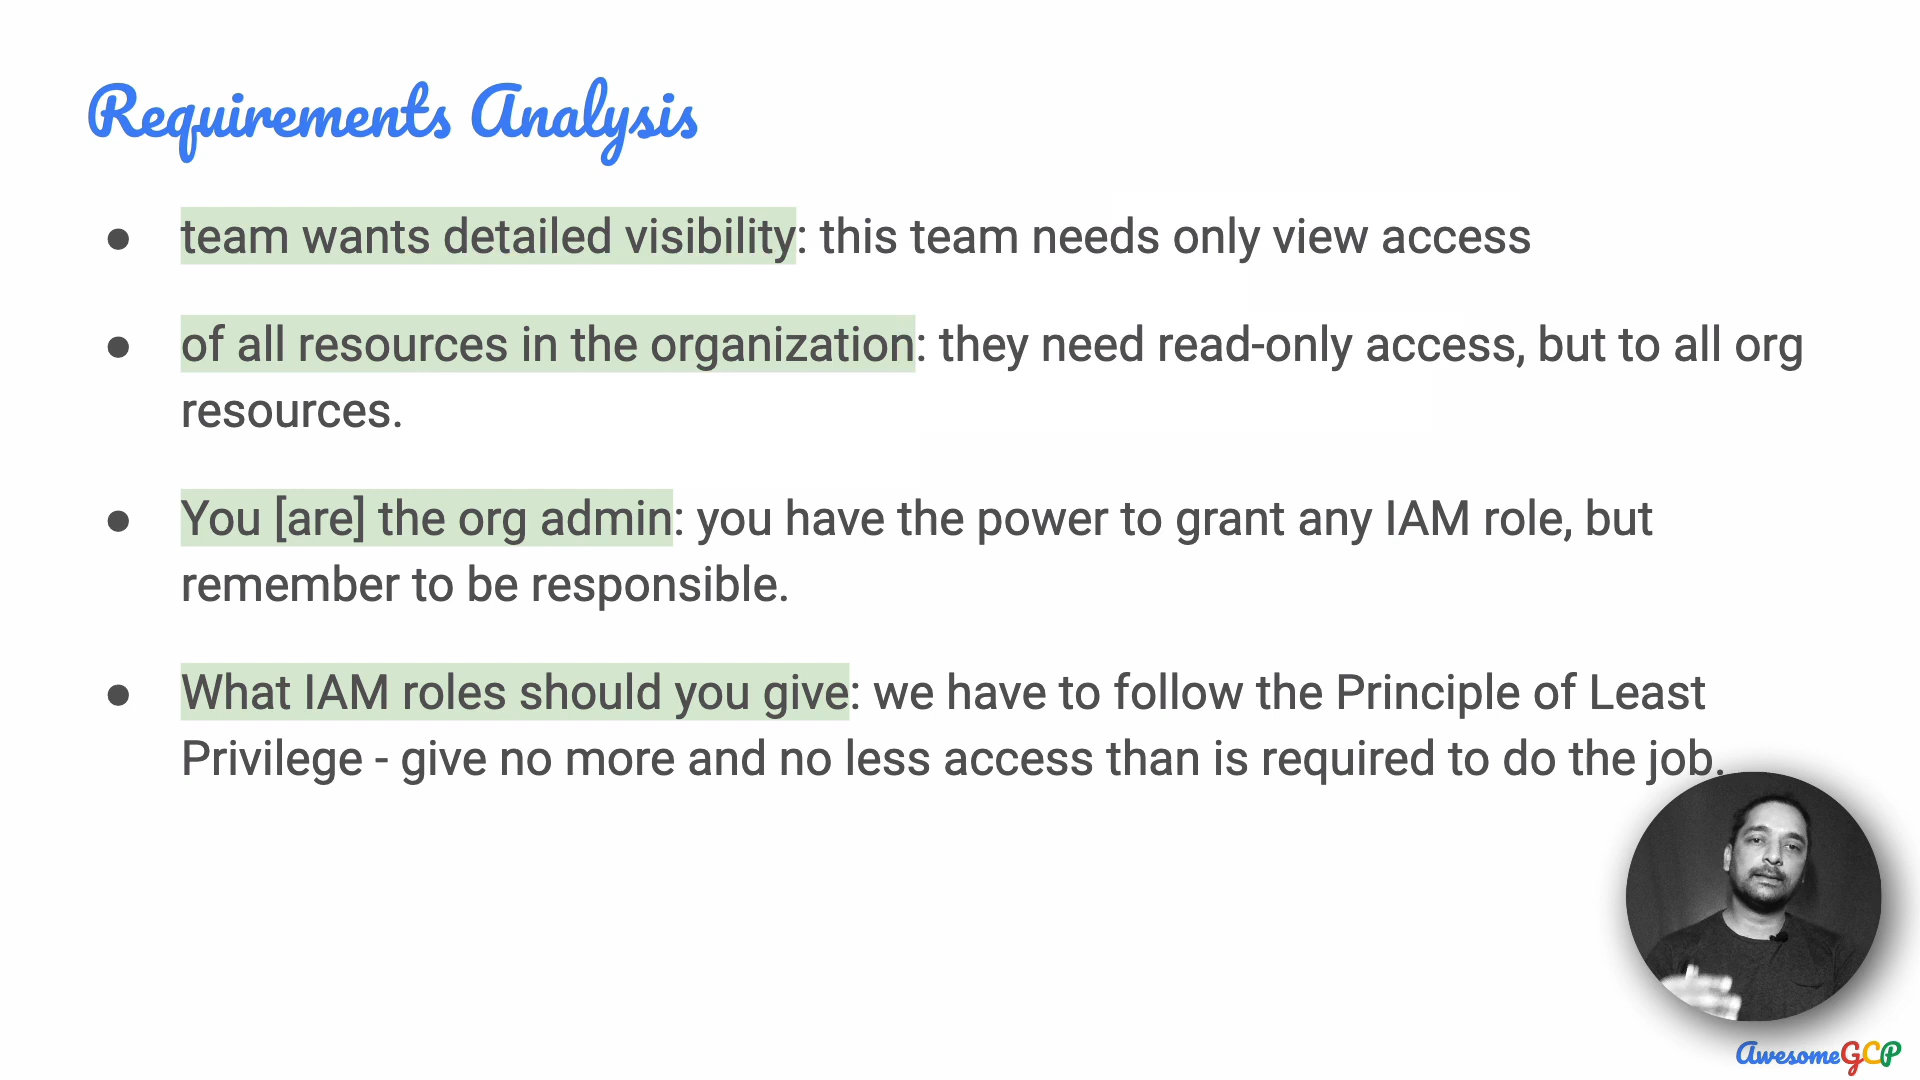 Requirements Analysis
● team wants detailed visibility: this team needs only view access
● of all resources in the organization: they need read-only access, but to all org
resources.
● You [are] the org admin: you have the power to grant any IAM role, but
remember to be responsible.
● What IAM roles should you give: we have to follow the Principle of Least
Privilege - give no more and no less access than is required to do the job.
AwesomeGCP